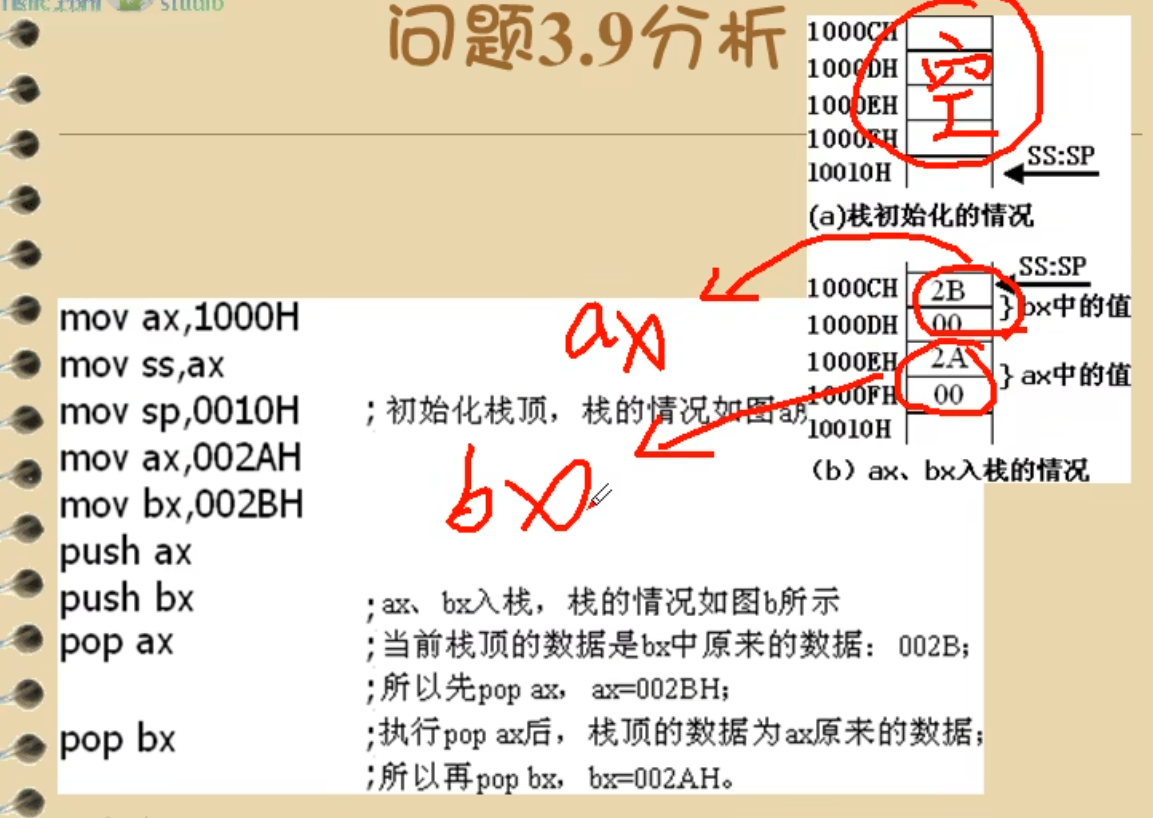 studio
问题3.9分析
1000CH
1000DH 空
1000EH
1000FH
10010H SS:SP
(a)栈初始化的情况
SS:SP
1000CH 2B
1000DH 00 } bx中的值
1000EH 2A
1000FH 00 } ax中的值
10010H
（b）ax、bx入栈的情况
ax
bx
mov ax,1000H
mov ss,ax
mov sp,0010H ;初始化栈顶，栈的情况如图a
mov ax,002AH
mov bx,002BH
push ax
push bx ;ax、bx入栈，栈的情况如图b所示
pop ax ;当前栈顶的数据是bx中原来的数据：002B；
;所以先pop ax，ax=002BH；
pop bx ;执行pop ax后，栈顶的数据为ax原来的数据；
;所以再pop bx，bx=002AH。